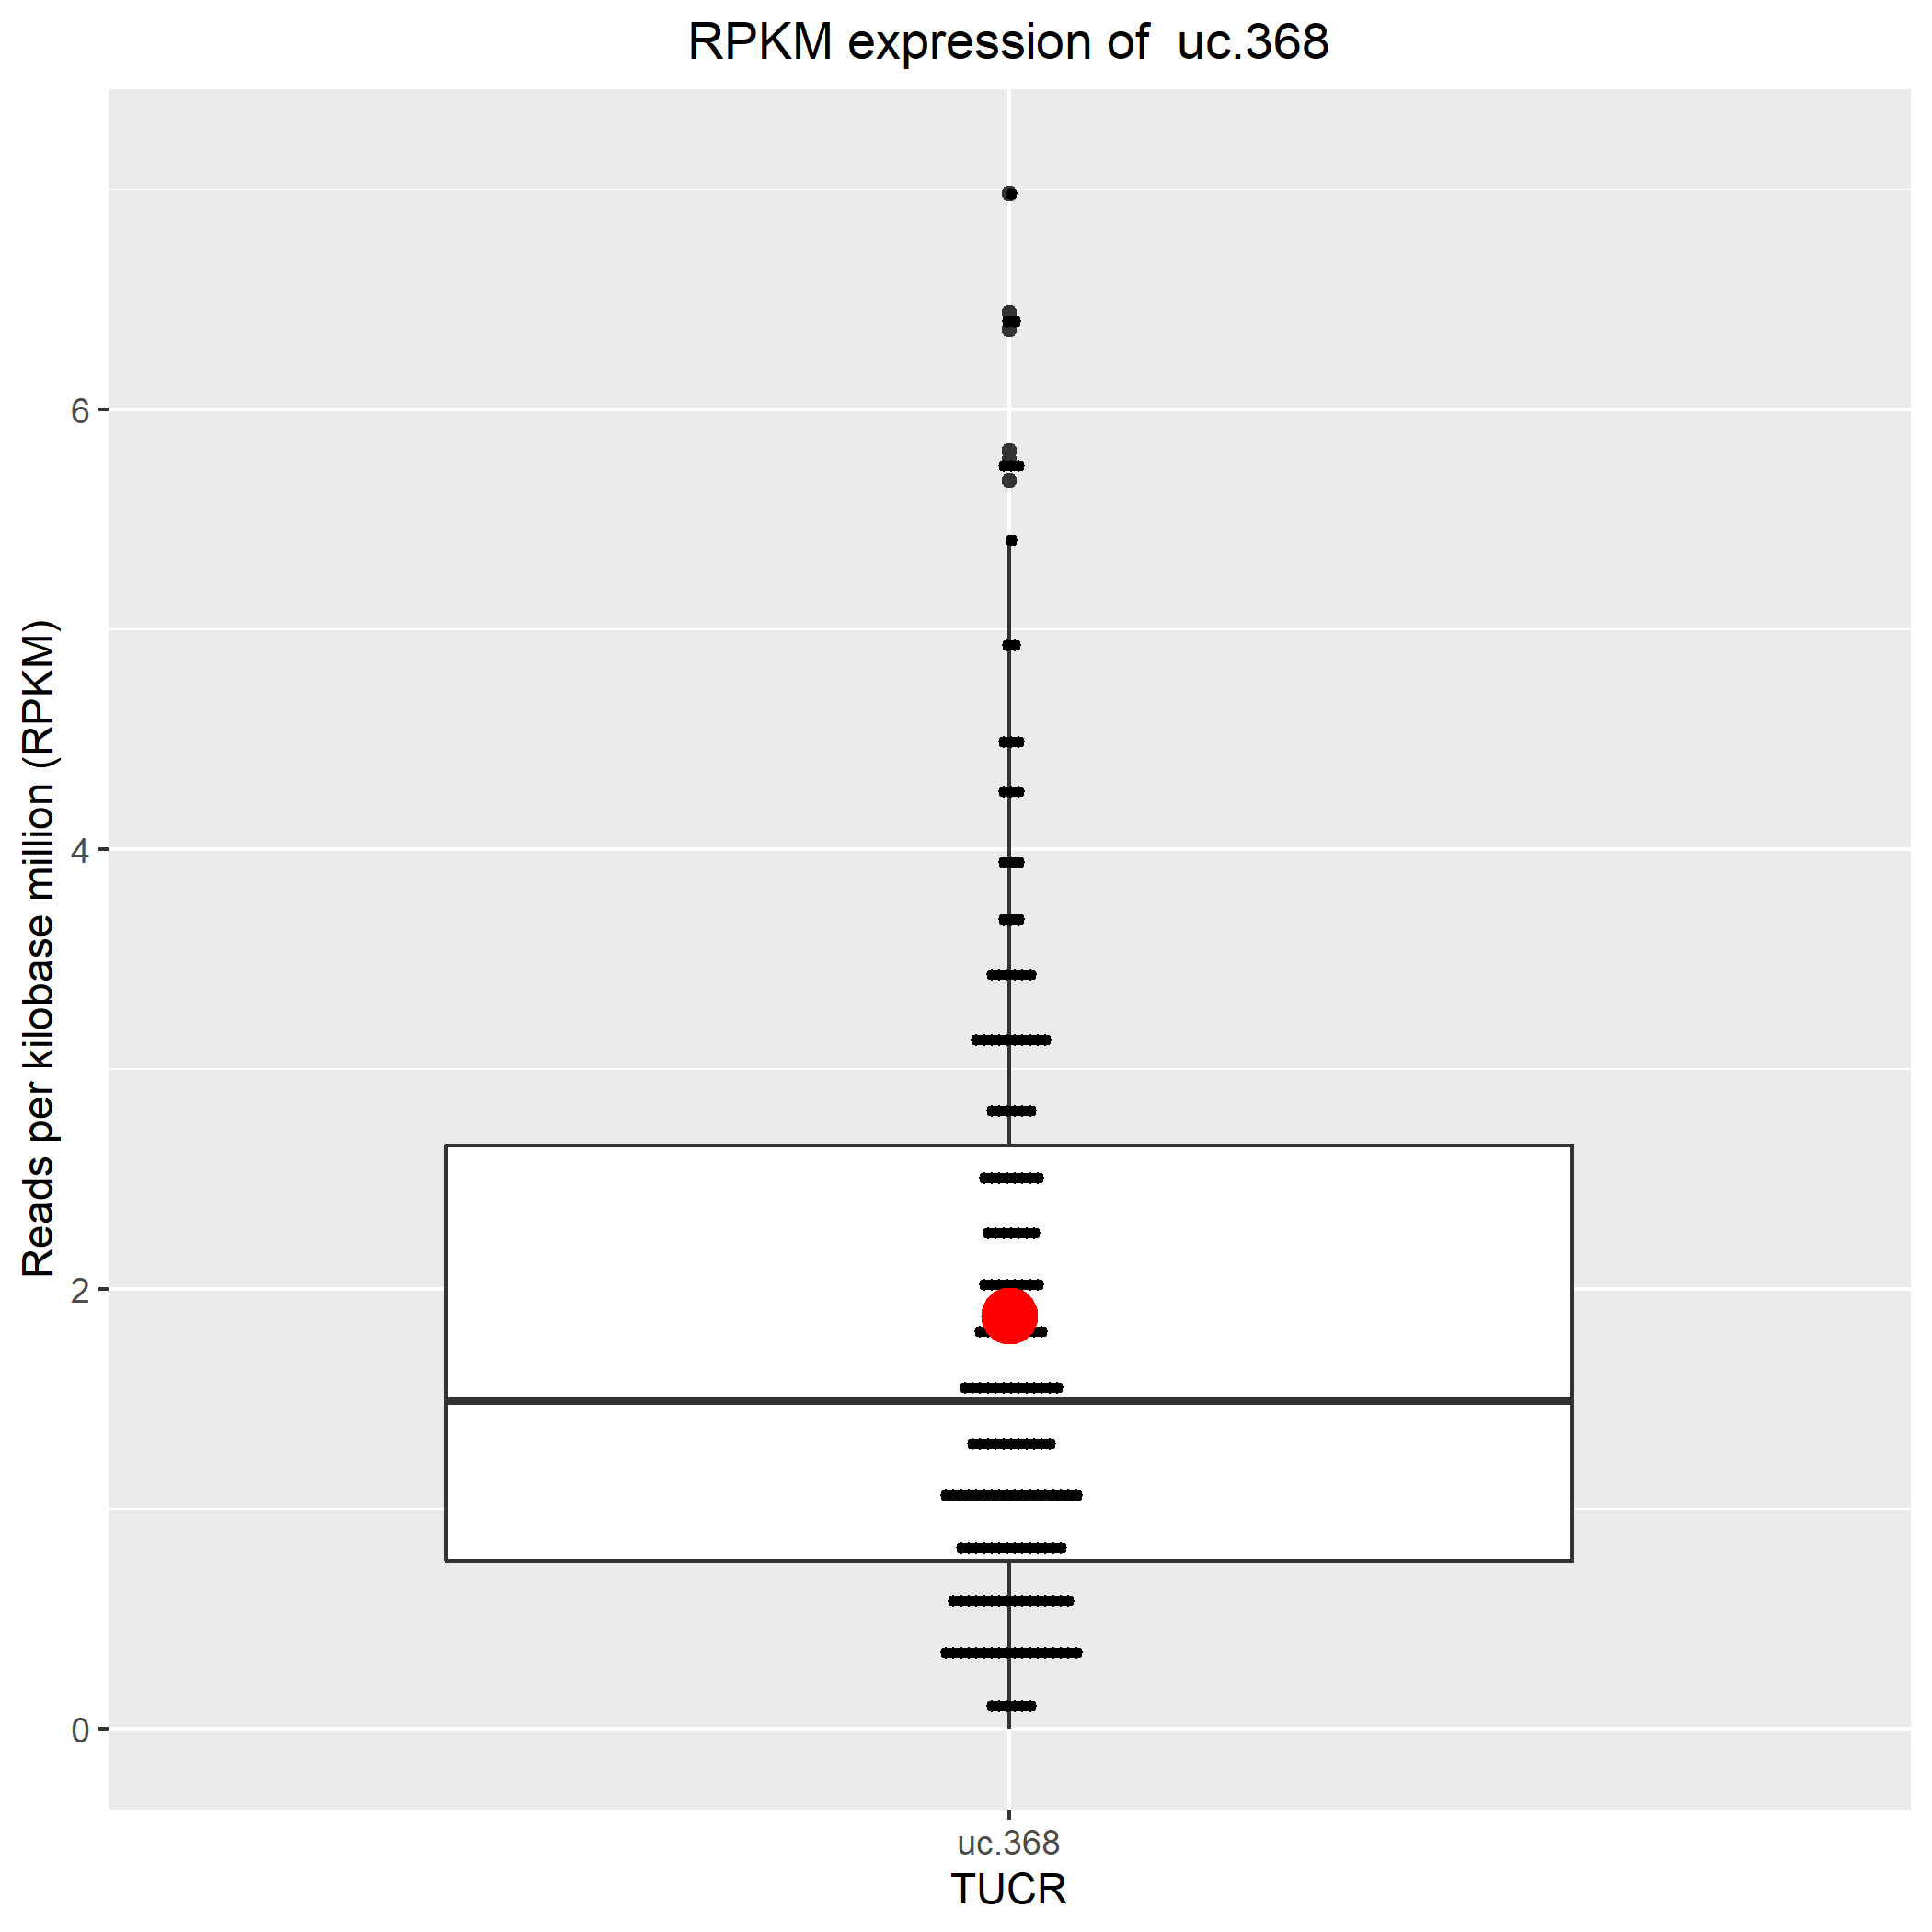 RPKM expression of  uc.368
Reads per kilobase million (RPKM)
6
4
2
0
uc.368
TUCR